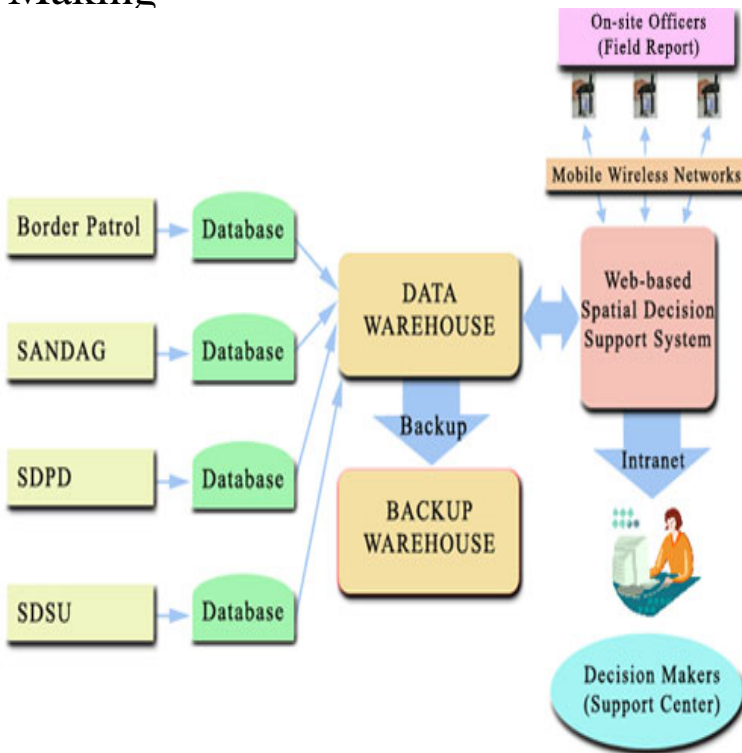 Making
On-site Officers
(Field Report)
Mobile Wireless Networks
Border Patrol
Database
SANDAG
Database
SDPD
Database
SDSU
Database
DATA
WAREHOUSE
Backup
BACKUP
WAREHOUSE
Web-based
Spatial Decision
Support System
Intranet
Decision Makers
(Support Center)